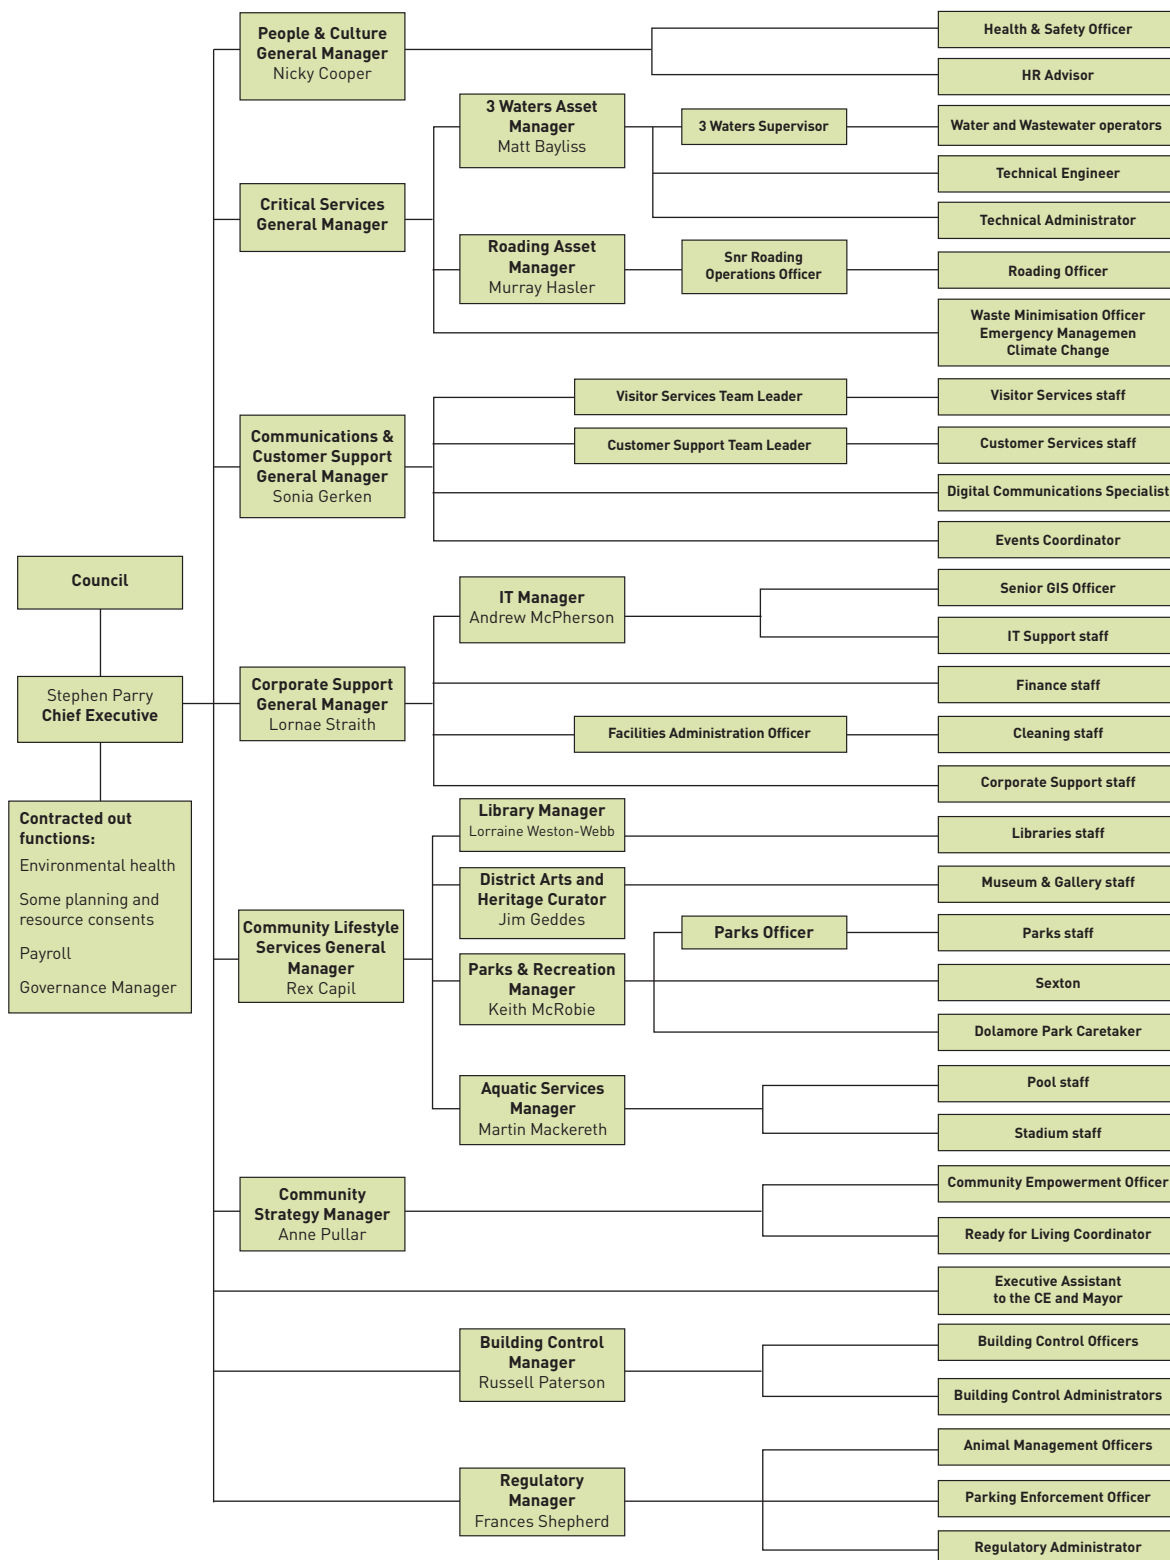 People & Culture
General Manager
Nicky Cooper
Health & Safety Officer
HR Advisor
3 Waters Asset
Manager
Matt Bayliss
3 Waters Supervisor
Water and Wastewater operators
Technical Engineer
Technical Administrator
Critical Services
General Manager
Roading Asset
Manager
Murray Hasler
Snr Roading
Operations Officer
Roading Officer
Waste Minimisation Officer
Emergency Managemen
Climate Change
Communications &
Customer Support
General Manager
Sonia Gerken
Visitor Services Team Leader
Visitor Services staff
Customer Support Team Leader
Customer Services staff
Digital Communications Specialist
Events Coordinator
Council
Stephen Parry
Chief Executive
Contracted out
functions:
Environmental health
Some planning and
resource consents
Payroll
Governance Manager
Corporate Support
General Manager
Lornae Straith
IT Manager
Andrew McPherson
Senior GIS Officer
IT Support staff
Finance staff
Facilities Administration Officer
Cleaning staff
Corporate Support staff
Community Lifestyle
Services General
Manager
Rex Capil
Library Manager
Lorraine Weston-Webb
Libraries staff
District Arts and
Heritage Curator
Jim Geddes
Museum & Gallery staff
Parks & Recreation
Manager
Keith McRobie
Parks Officer
Parks staff
Sexton
Dolamore Park Caretaker
Aquatic Services
Manager
Martin Mackereth
Pool staff
Stadium staff
Community
Strategy Manager
Anne Pullar
Community Empowerment Officer
Ready for Living Coordinator
Executive Assistant
to the CE and Mayor
Building Control
Manager
Russell Paterson
Building Control Officers
Building Control Administrators
Regulatory
Manager
Frances Shepherd
Animal Management Officers
Parking Enforcement Officer
Regulatory Administrator